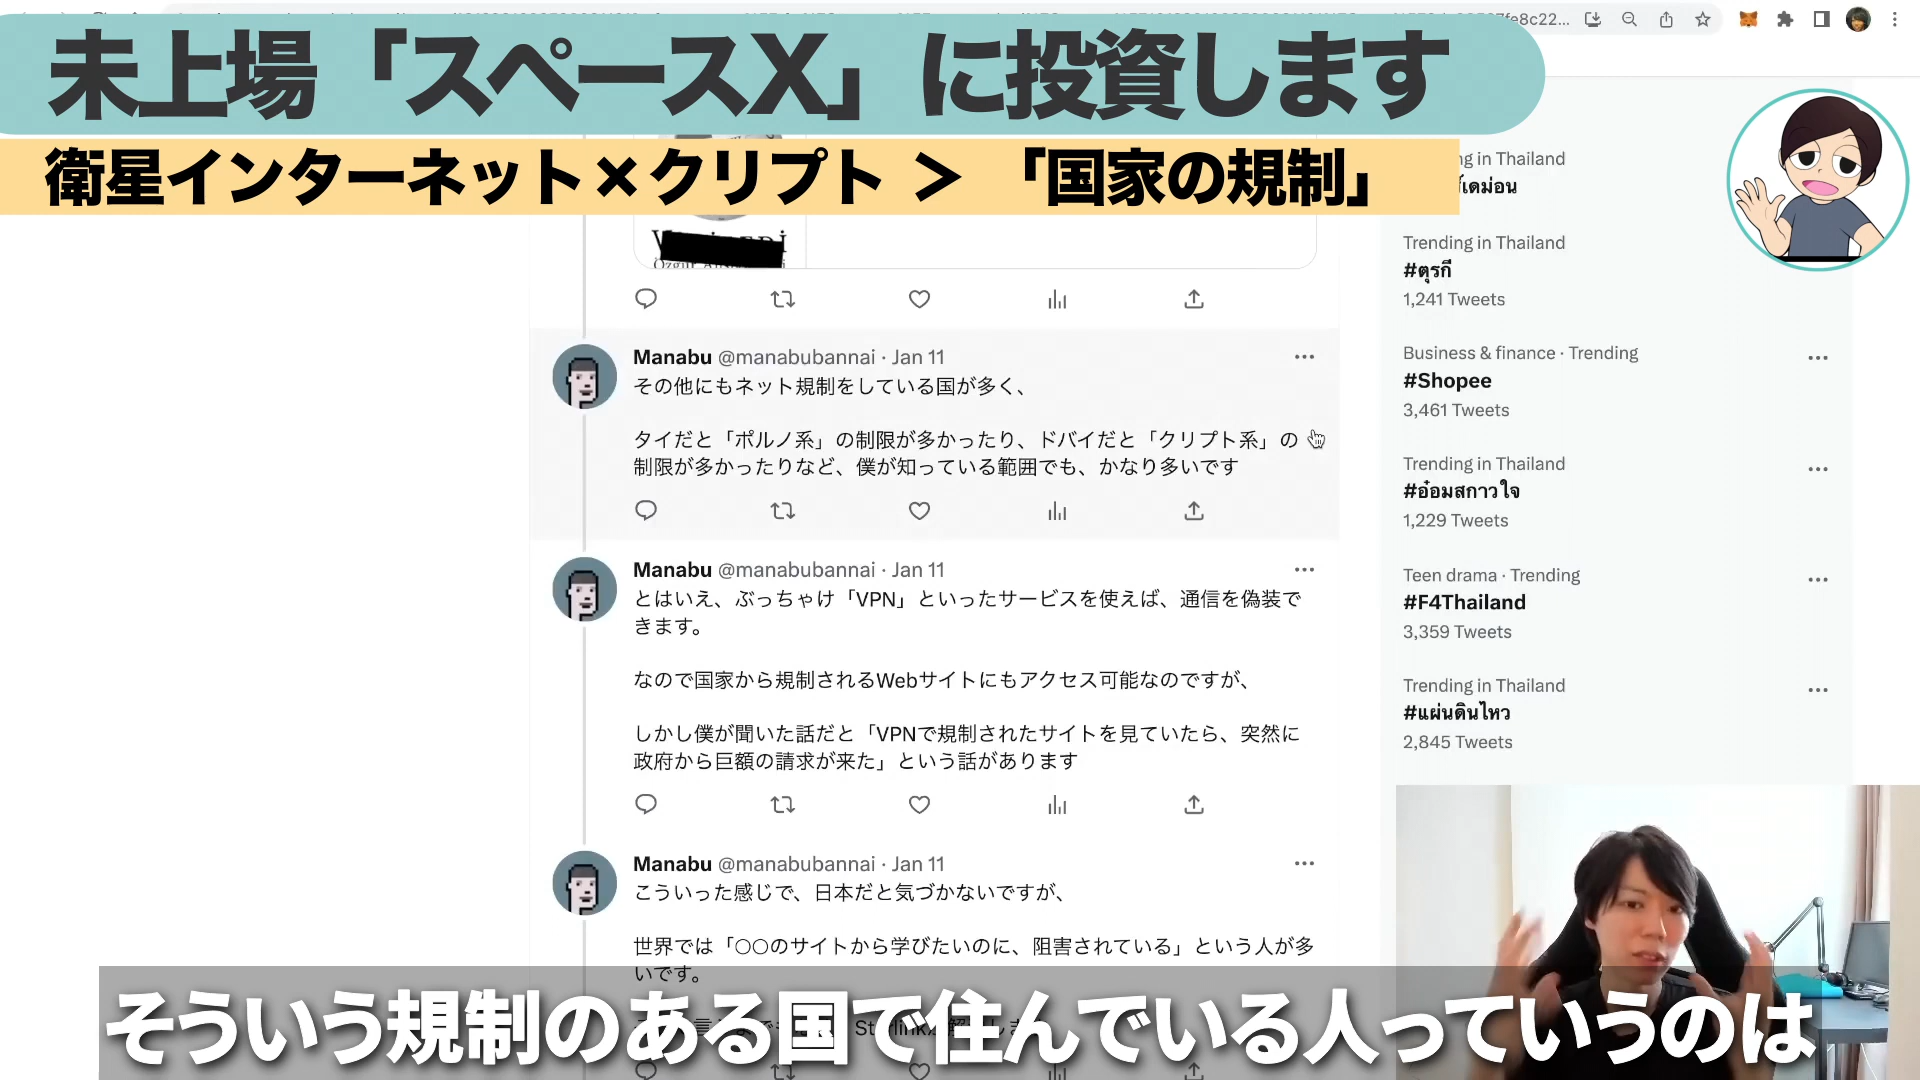 fe8c22...
未上場「スペースX」に投資します
衛星インターネット×クリプト ＞ 「国家の規制」
ng in Thailand
Trending in Thailand
#ตุรกี
1,241 Tweets
Business & finance · Trending
#Shopee
3,461 Tweets
Trending in Thailand
#อ๋อมสกาวใจ
1,229 Tweets
Teen drama · Trending
#F4Thailand
3,359 Tweets
Trending in Thailand
#แผ่นดินไหว
2,845 Tweets
Manabu @manabubannai · Jan 11
その他にもネット規制をしている国が多く、
タイだと「ポルノ系」の制限が多かったり、ドバイだと「クリプト系」の
制限が多かったりなど、僕が知っている範囲でも、かなり多いです
Manabu @manabubannai · Jan 11
とはいえ、ぶっちゃけ「VPN」といったサービスを使えば、通信を偽装で
きます。
なので国家から規制されるWebサイトにもアクセス可能なのですが、
しかし僕が聞いた話だと「VPNで規制されたサイトを見ていたら、突然に
政府から巨額の請求が来た」という話があります
Manabu @manabubannai · Jan 11
こういった感じで、日本だと気づかないですが、
世界では「〇〇のサイトから学びたいのに、阻害されている」という人が多
いです。
そういう規制のある国で住んでいる人っていうのは